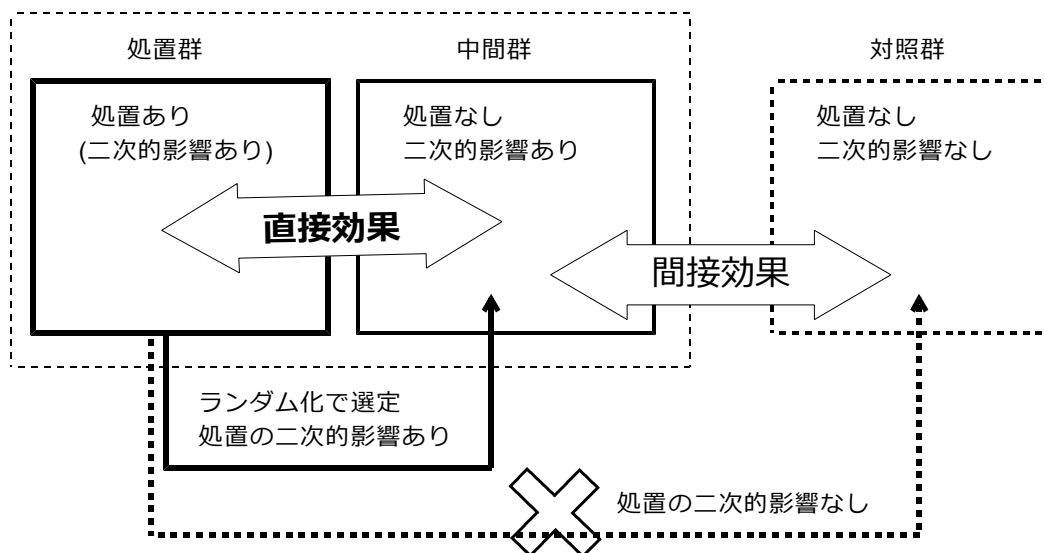 処置群
中間群
対照群
処置あり
(二次的影響あり)
処置なし
二次的影響あり
処置なし
二次的影響なし
直接効果
間接効果
ランダム化で選定
処置の二次的影響あり
処置の二次的影響なし